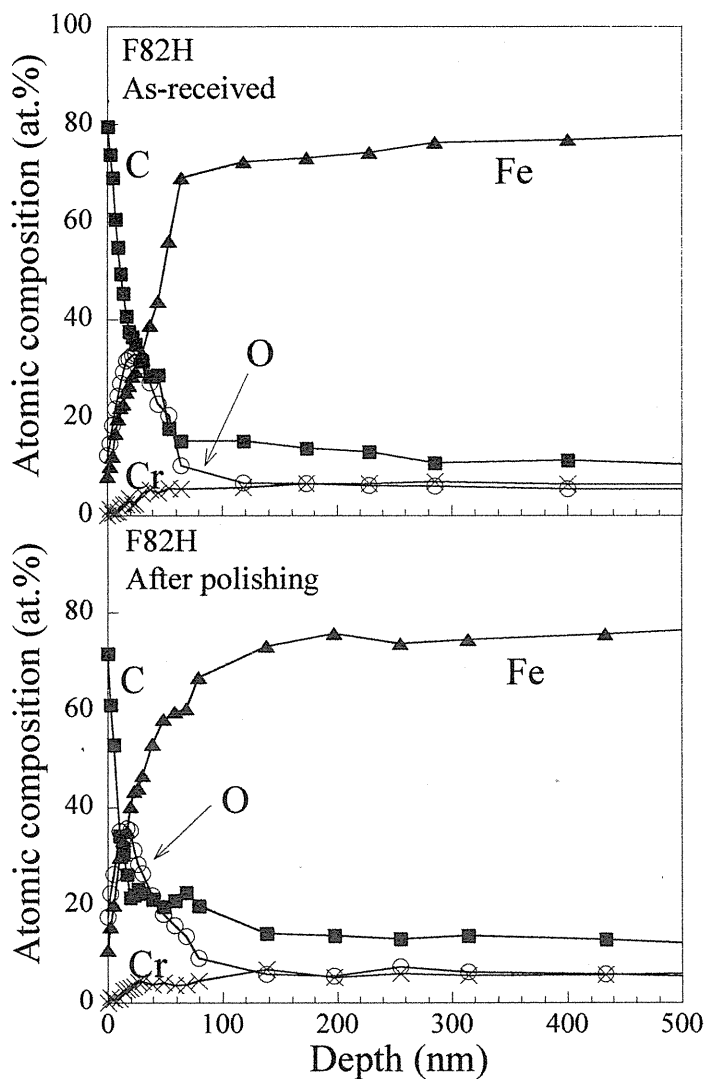 100
F82H
As-received
80
C
Fe
60
40
O
20
Cr
0
Atomic composition (at.%)
F82H
After polishing
80
C
Fe
60
40
O
20
Cr
0
Atomic composition (at.%)
0 100 200 300 400 500
Depth (nm)